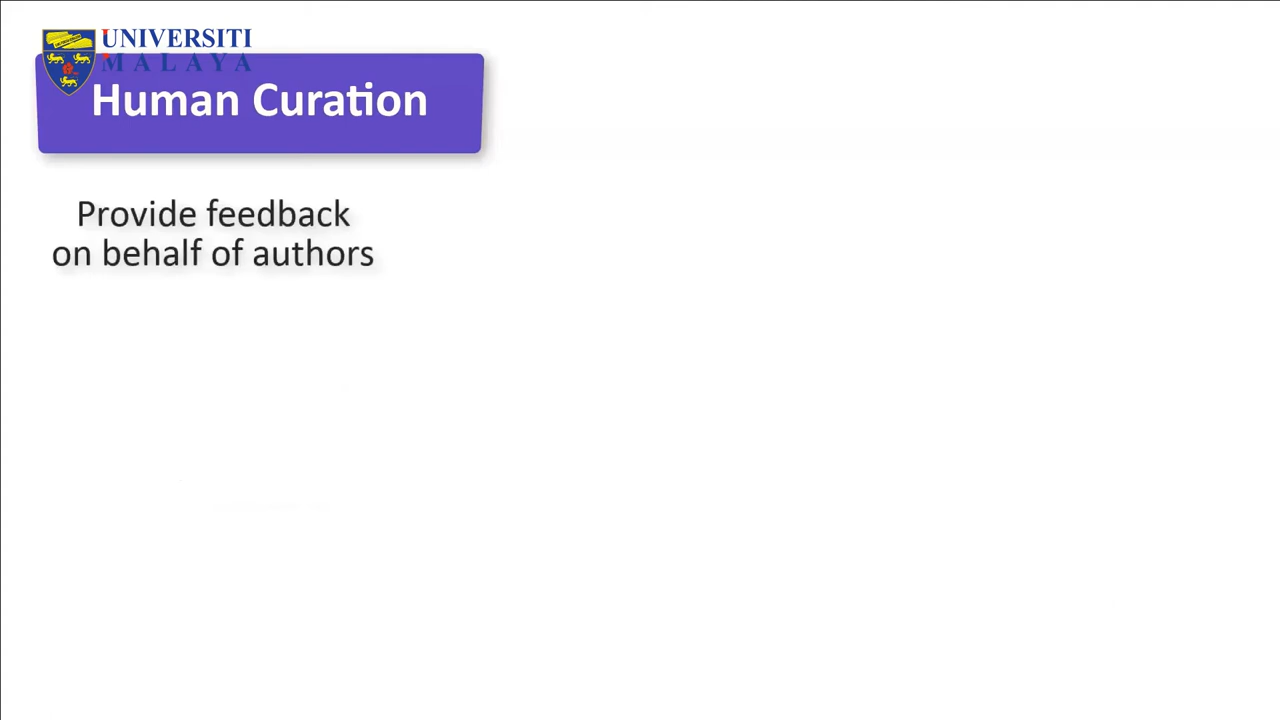 UNIVERSITI
MALAYA
Human Curation
Provide feedback
on behalf of authors